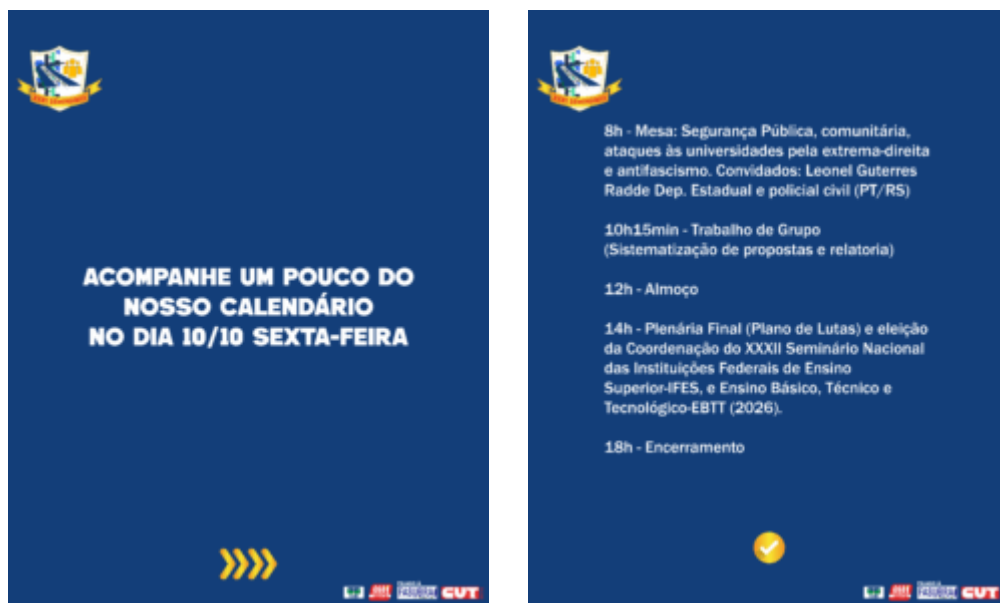 ACOMPANHE UM POUCO DO
NOSSO CALENDÁRIO
NO DIA 10/10 SEXTA-FEIRA
CUT
8h - Mesa: Segurança Pública, comunitária,
ataques às universidades pela extrema-direita
e antifascismo. Convidados: Leonel Guterres
Radde Dep. Estadual e policial civil (PT/RS)
10h15min - Trabalho de Grupo
(Sistematização de propostas e relatoria)
12h - Almoço
14h - Plenária Final (Plano de Lutas) e eleição
da Coordenação do XXXII Seminário Nacional
das Instituições Federais de Ensino
Superior-IFES, e Ensino Básico, Técnico e
Tecnológico-EBTT (2026).
18h - Encerramento
CUT